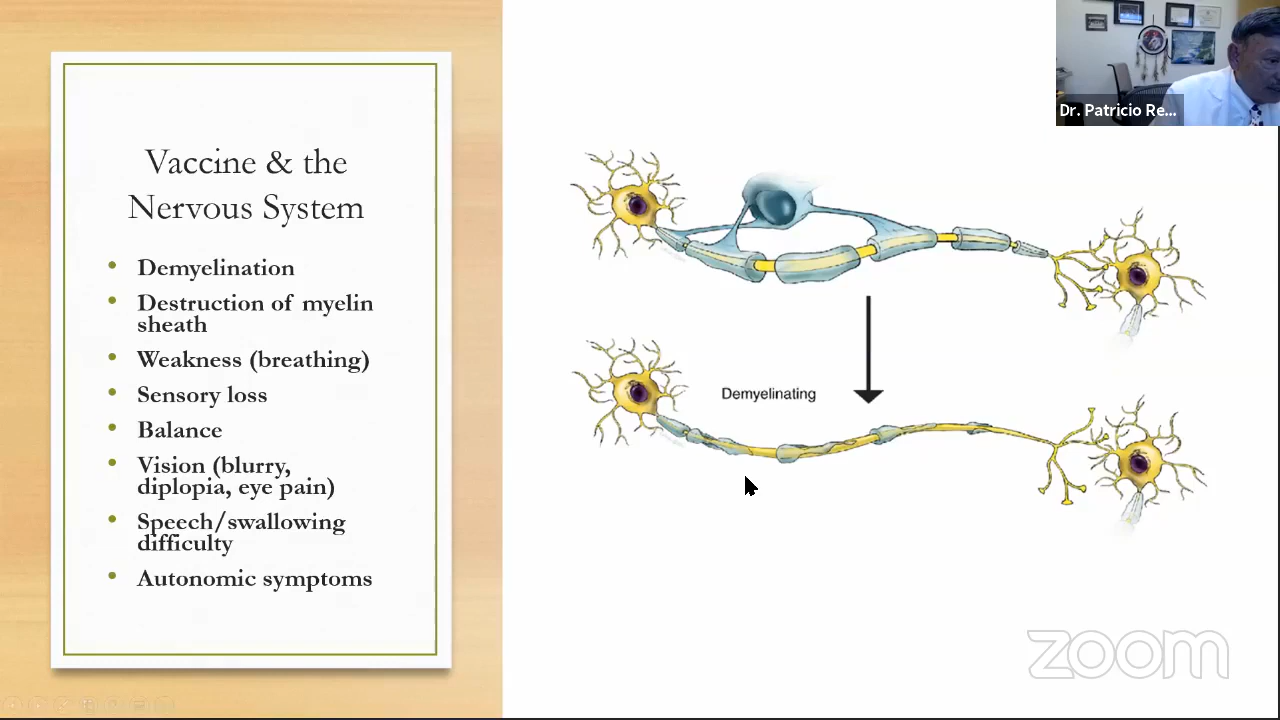 Dr. Patricio Re...
Vaccine & the
Nervous System
• Demyelination
• Destruction of myelin
sheath
• Weakness (breathing)
• Sensory loss
• Balance
• Vision (blurry,
diplopia, eye pain)
• Speech/swallowing
difficulty
• Autonomic symptoms
Demyelinating
zoom